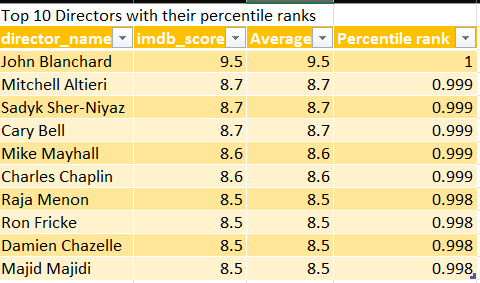 Top 10 Directors with their percentile ranks
director_name imdb_score Average Percentile rank
John Blanchard 9.5 9.5 1
Mitchell Altieri 8.7 8.7 0.999
Sadyk Sher-Niyaz 8.7 8.7 0.999
Cary Bell 8.7 8.7 0.999
Mike Mayhall 8.6 8.6 0.999
Charles Chaplin 8.6 8.6 0.999
Raja Menon 8.5 8.5 0.998
Ron Fricke 8.5 8.5 0.998
Damien Chazelle 8.5 8.5 0.998
Majid Majidi 8.5 8.5 0.998